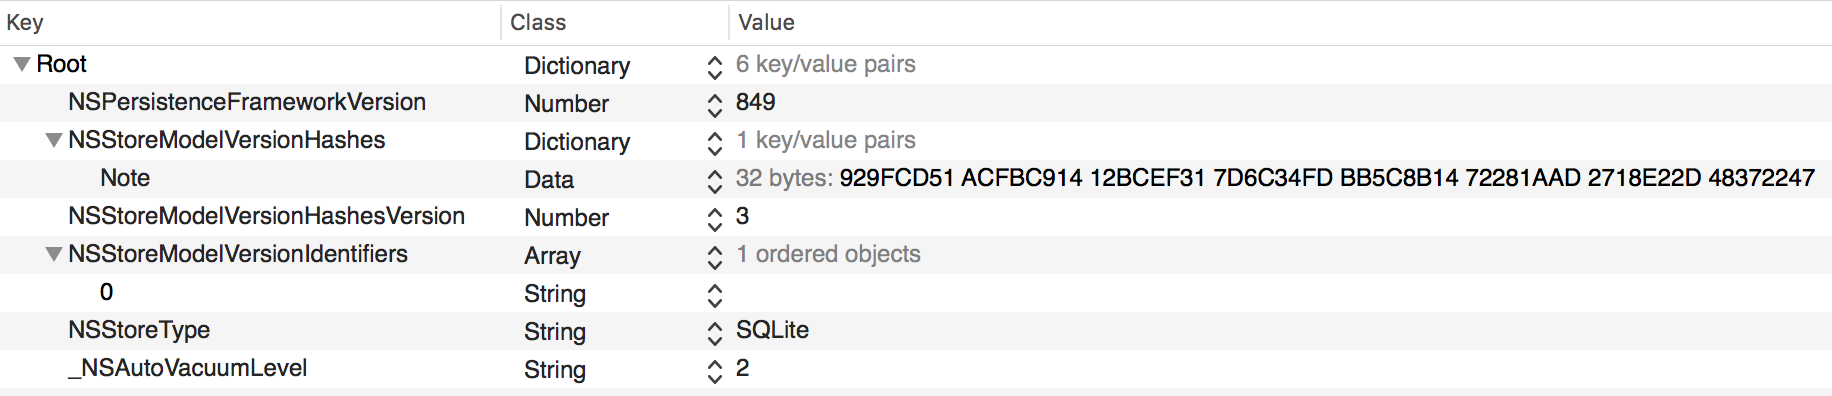 Key Class Value
Root Dictionary 6 key/value pairs
NSPersistenceFrameworkVersion Number 849
NSStoreModelVersionHashes Dictionary 1 key/value pairs
Note Data 32 bytes: 929FCD51 ACFBC914 12BCEF31 7D6C34FD BB5C8B14 72281AAD 2718E22D 48372247
NSStoreModelVersionHashesVersion Number 3
NSStoreModelVersionIdentifiers Array 1 ordered objects
0 String
NSStoreType String SQLite
_NSAutoVacuumLevel String 2